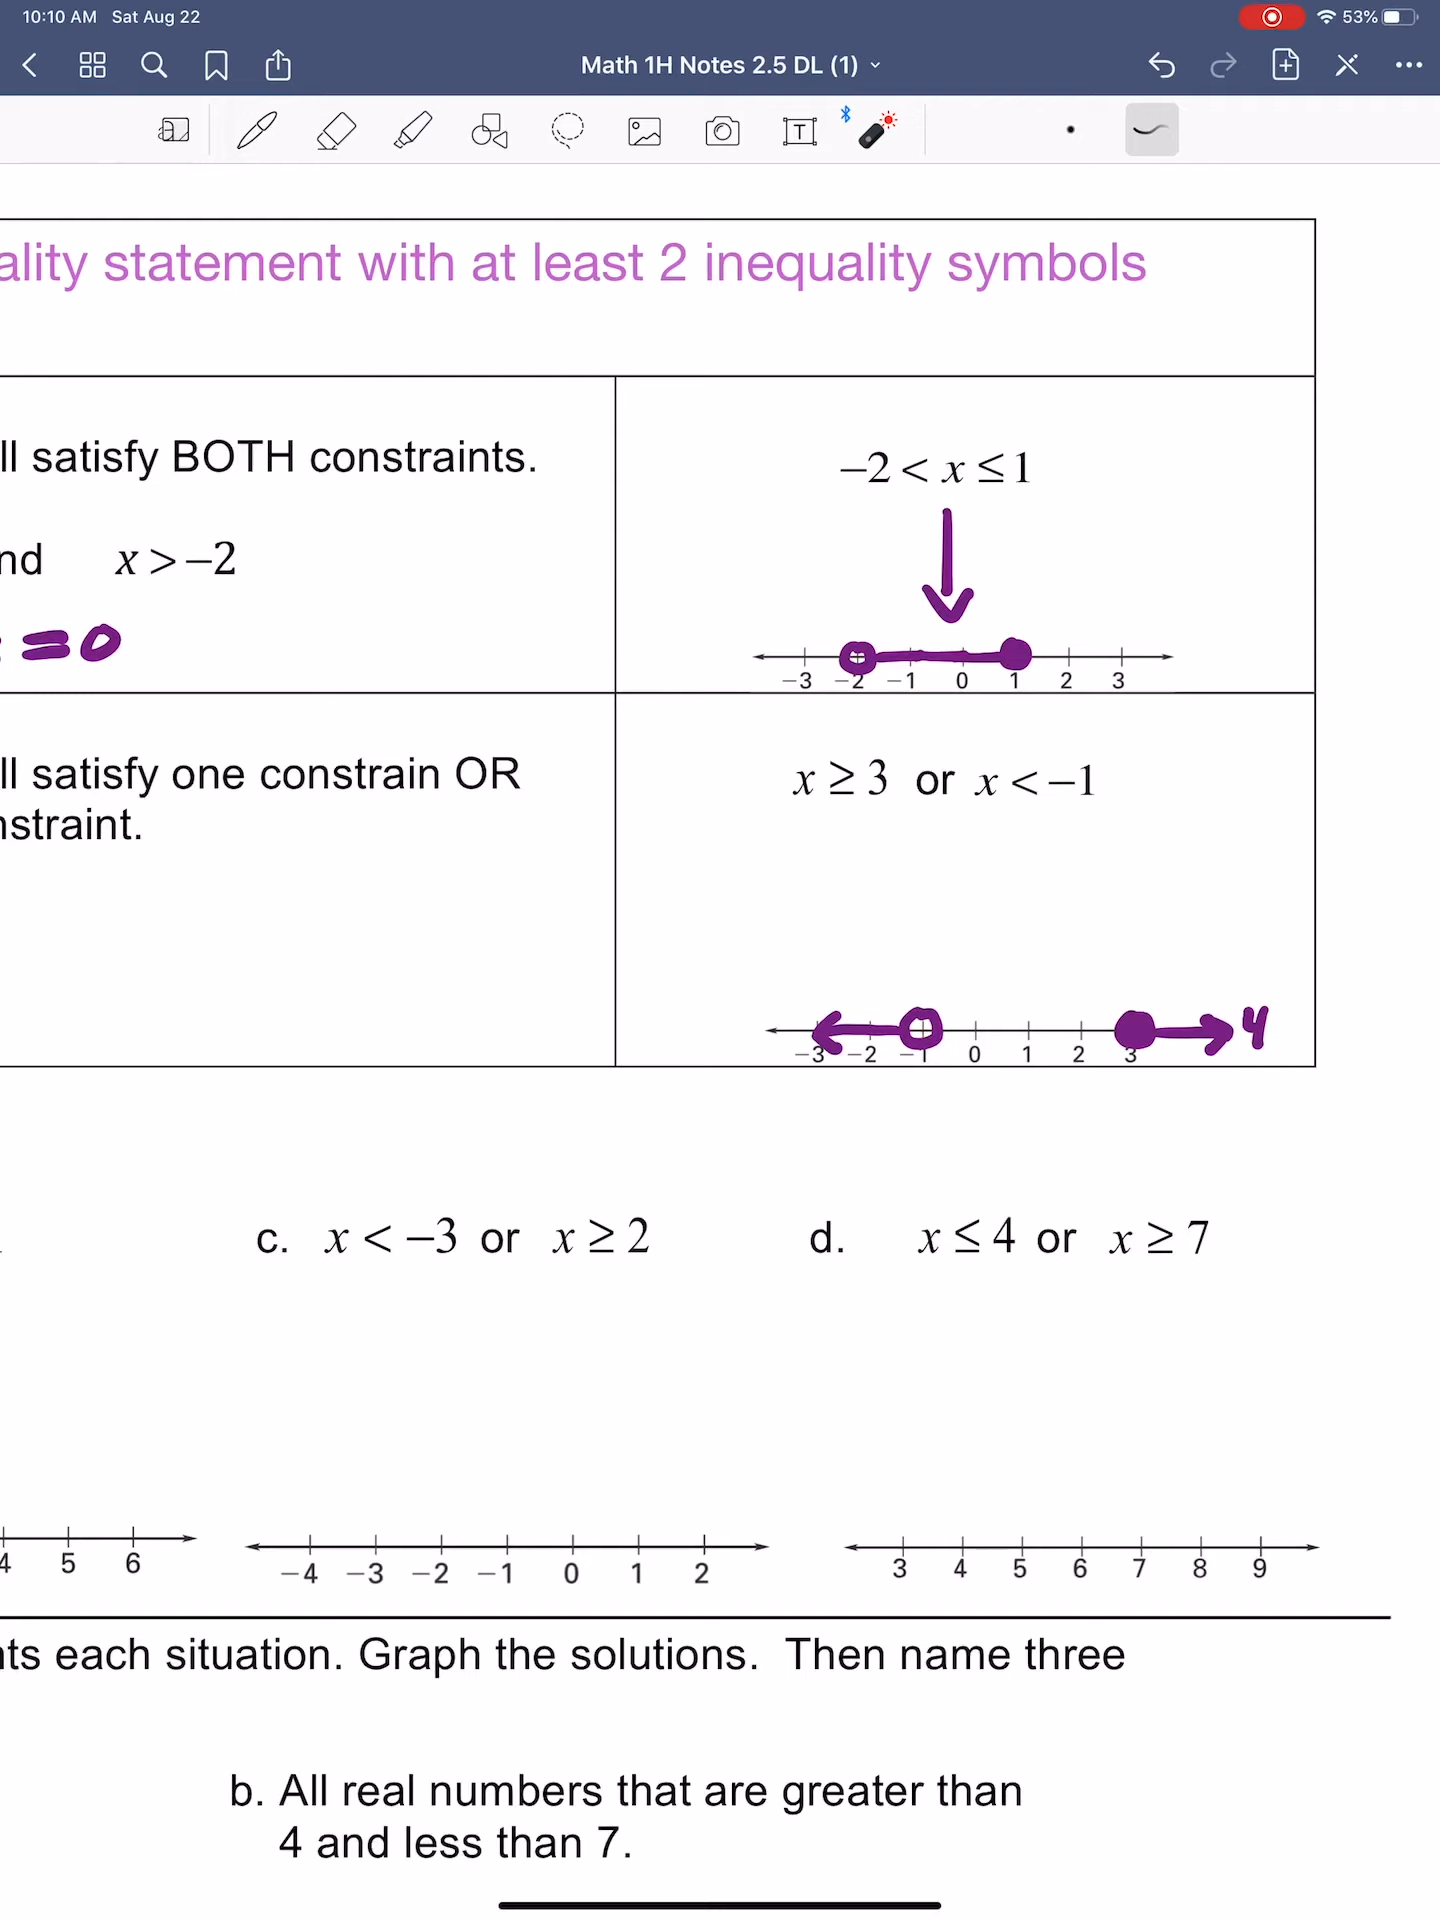 10:10 AM Sat Aug 22
53%
Math 1H Notes 2.5 DL (1)
ality statement with at least 2 inequality symbols
ll satisfy BOTH constraints.
nd x > −2
= 0
−2 < x ≤ 1
−3 −2 −1 0 1 2 3
ll satisfy one constrain OR
nstraint.
x ≥ 3 or x < −1
4
−3 −2 −1 0 1 2 3
c. x < −3 or x ≥ 2
d. x ≤ 4 or x ≥ 7
4 5 6
−4 −3 −2 −1 0 1 2
3 4 5 6 7 8 9
nts each situation. Graph the solutions. Then name three
b. All real numbers that are greater than
4 and less than 7.